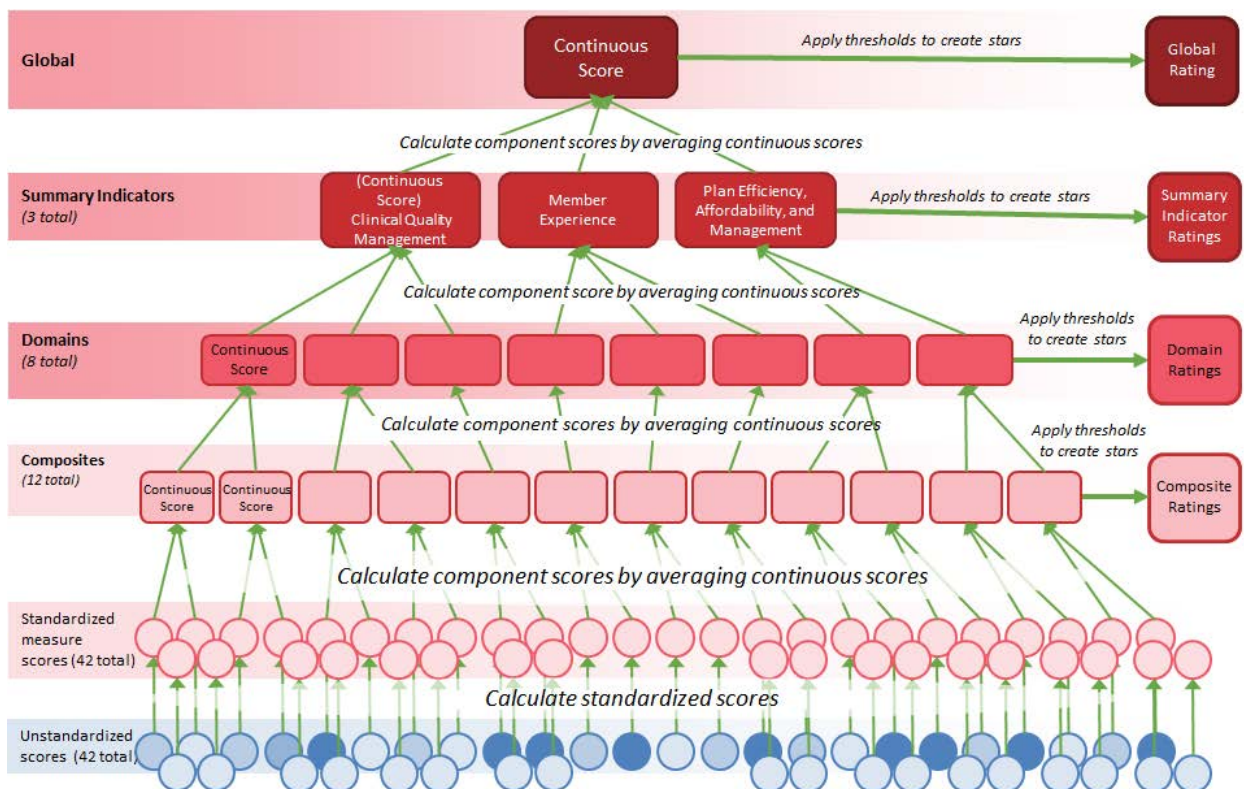 Global
Continuous
Score
Apply thresholds to create stars
Global
Rating
Calculate component scores by averaging continuous scores
Summary Indicators
(3 total)
(Continuous
Score)
Clinical Quality
Management
Member
Experience
Plan Efficiency,
Affordability, and
Management
Apply thresholds to create stars
Summary
Indicator
Ratings
Calculate component score by averaging continuous scores
Domains
(8 total)
Continuous
Score
Apply thresholds
to create stars
Domain
Ratings
Calculate component scores by averaging continuous scores
Composites
(12 total)
Continuous
Score
Continuous
Score
Apply thresholds
to create stars
Composite
Ratings
Calculate component scores by averaging continuous scores
Standardized
measure
scores (42 total)
Calculate standardized scores
Unstandardized
scores (42 total)